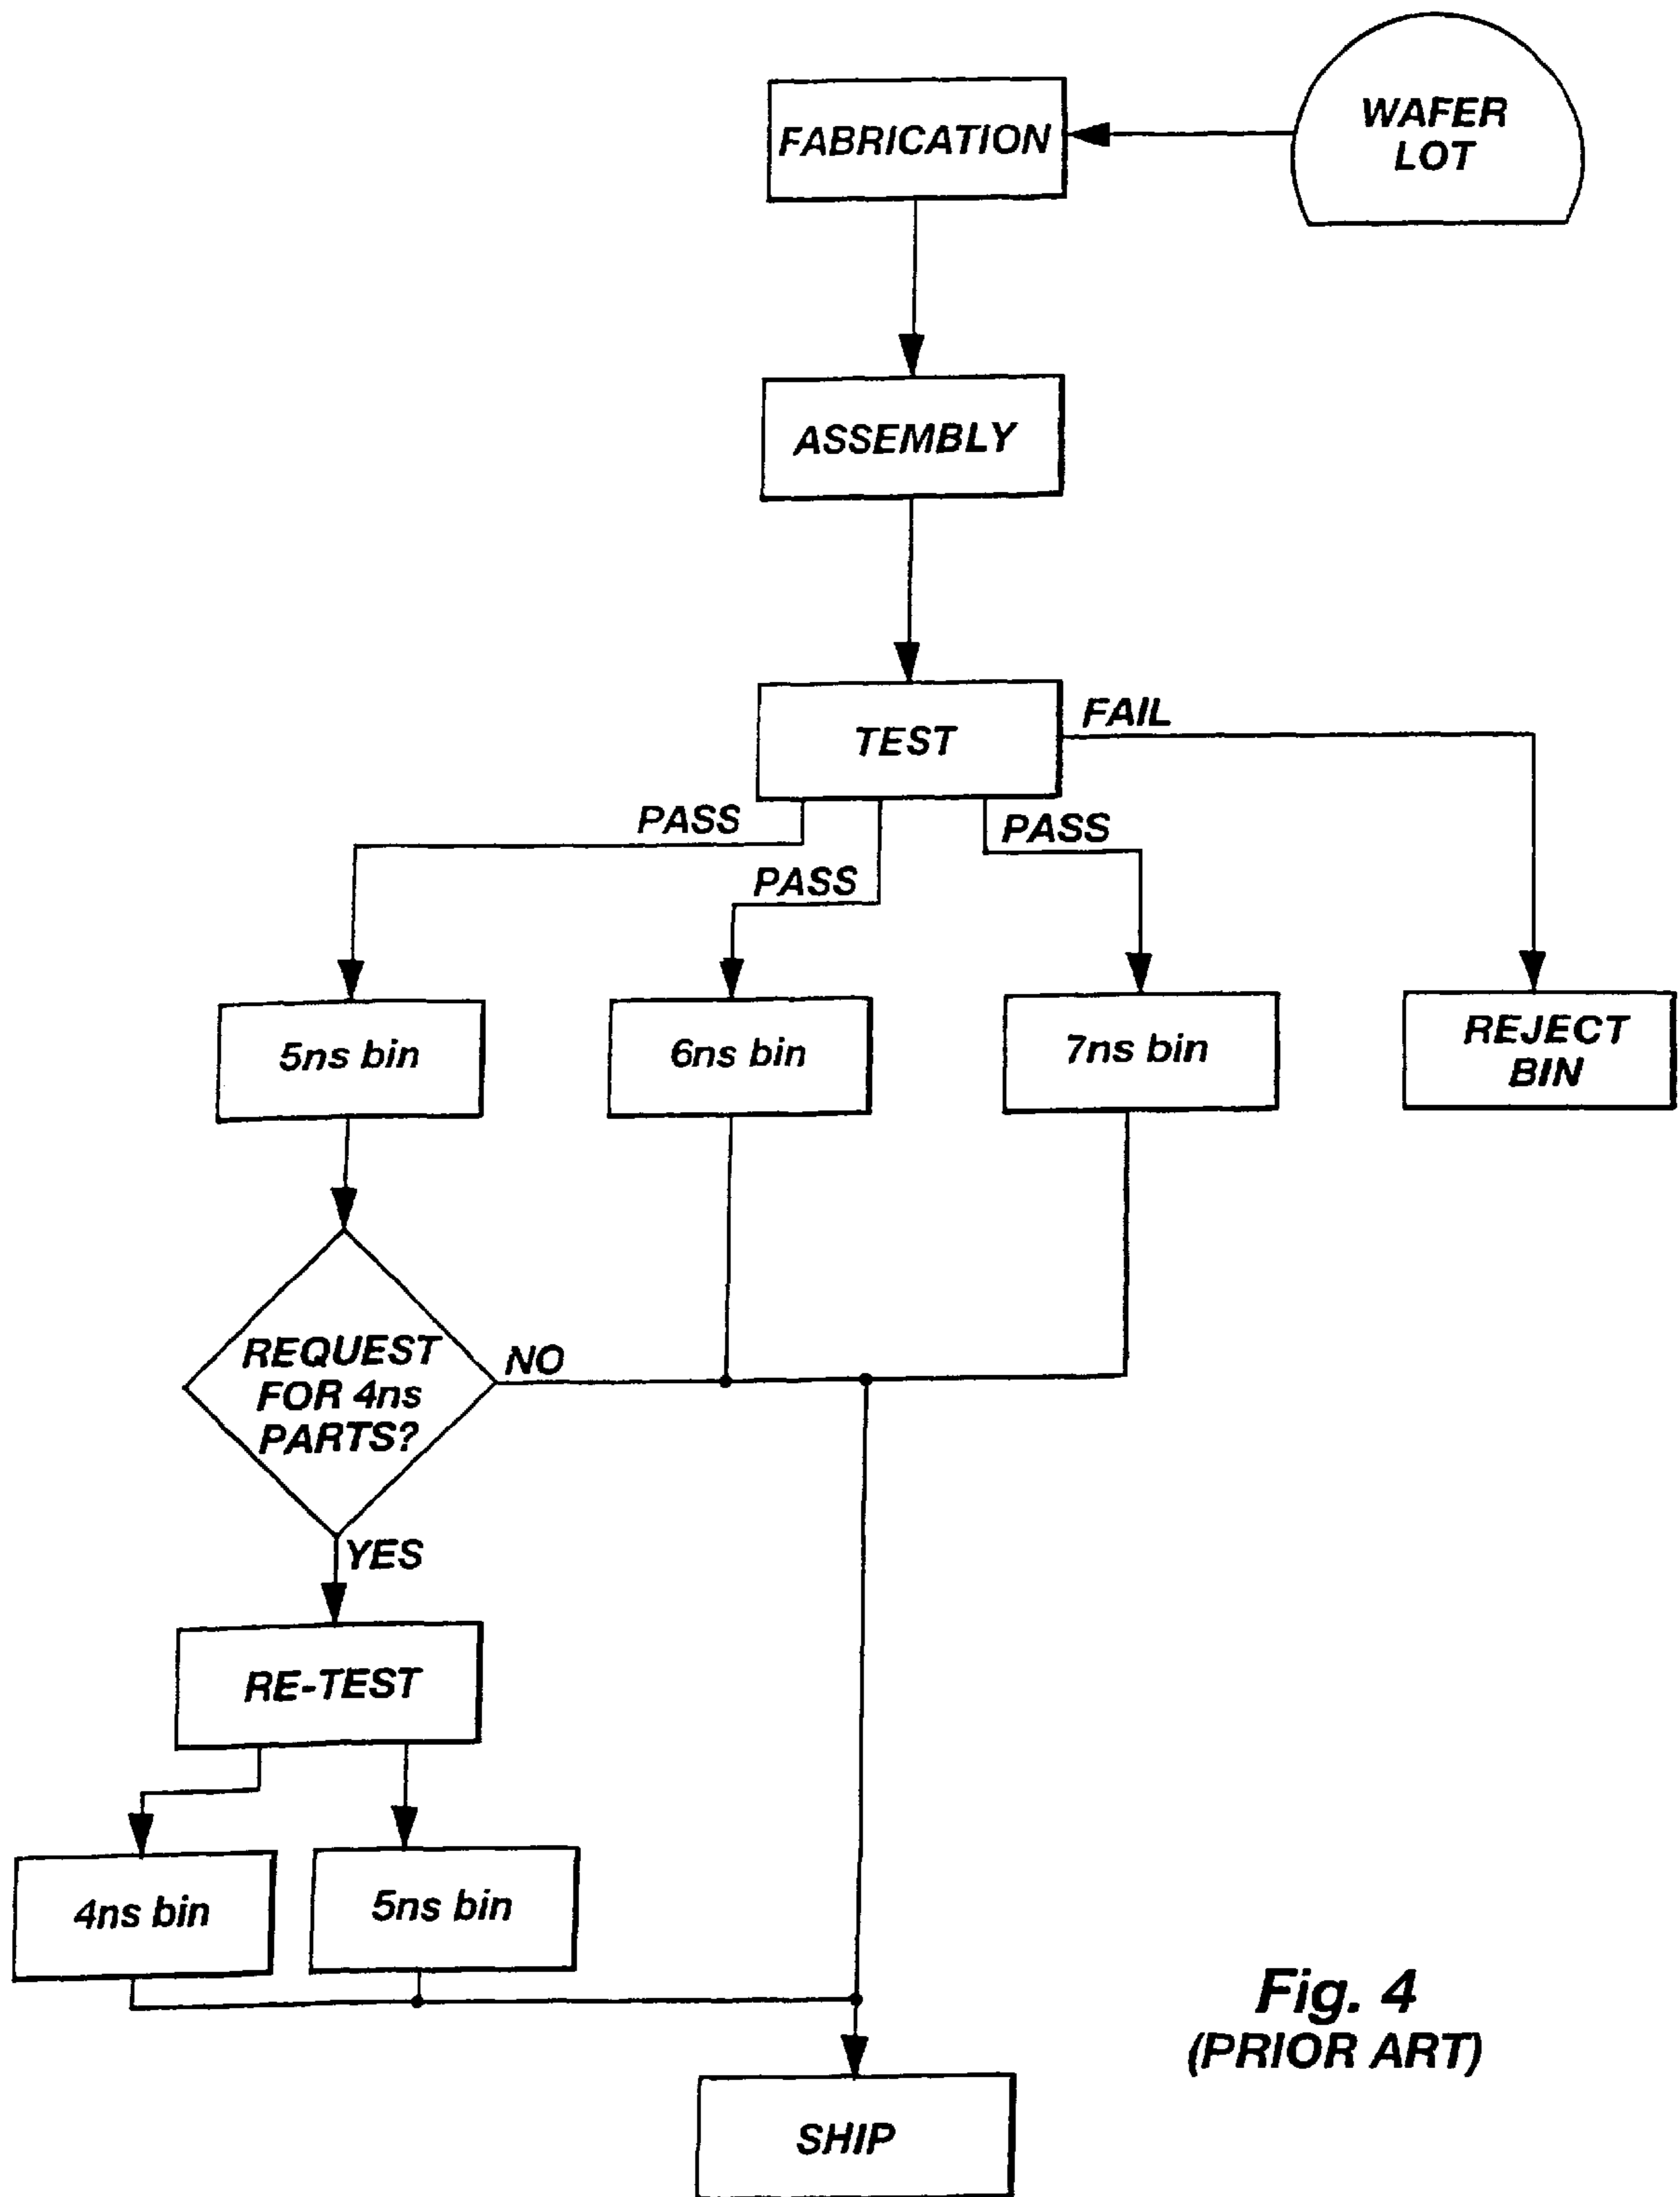 WAFER
LOT
FABRICATION
ASSEMBLY
TEST
FAIL
PASS
PASS
PASS
5ns bin
6ns bin
7ns bin
REJECT
BIN
REQUEST
FOR 4ns
PARTS?
NO
YES
RE-TEST
4ns bin
5ns bin
SHIP
Fig. 4
(PRIOR ART)